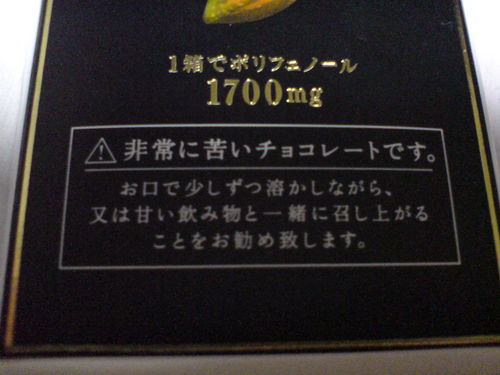 1箱でポリフェノール
1700mg
非常に苦いチョコレートです。
お口で少しずつ溶かしながら、
又は甘い飲み物と一緒に召し上がる
ことをお勧め致します。